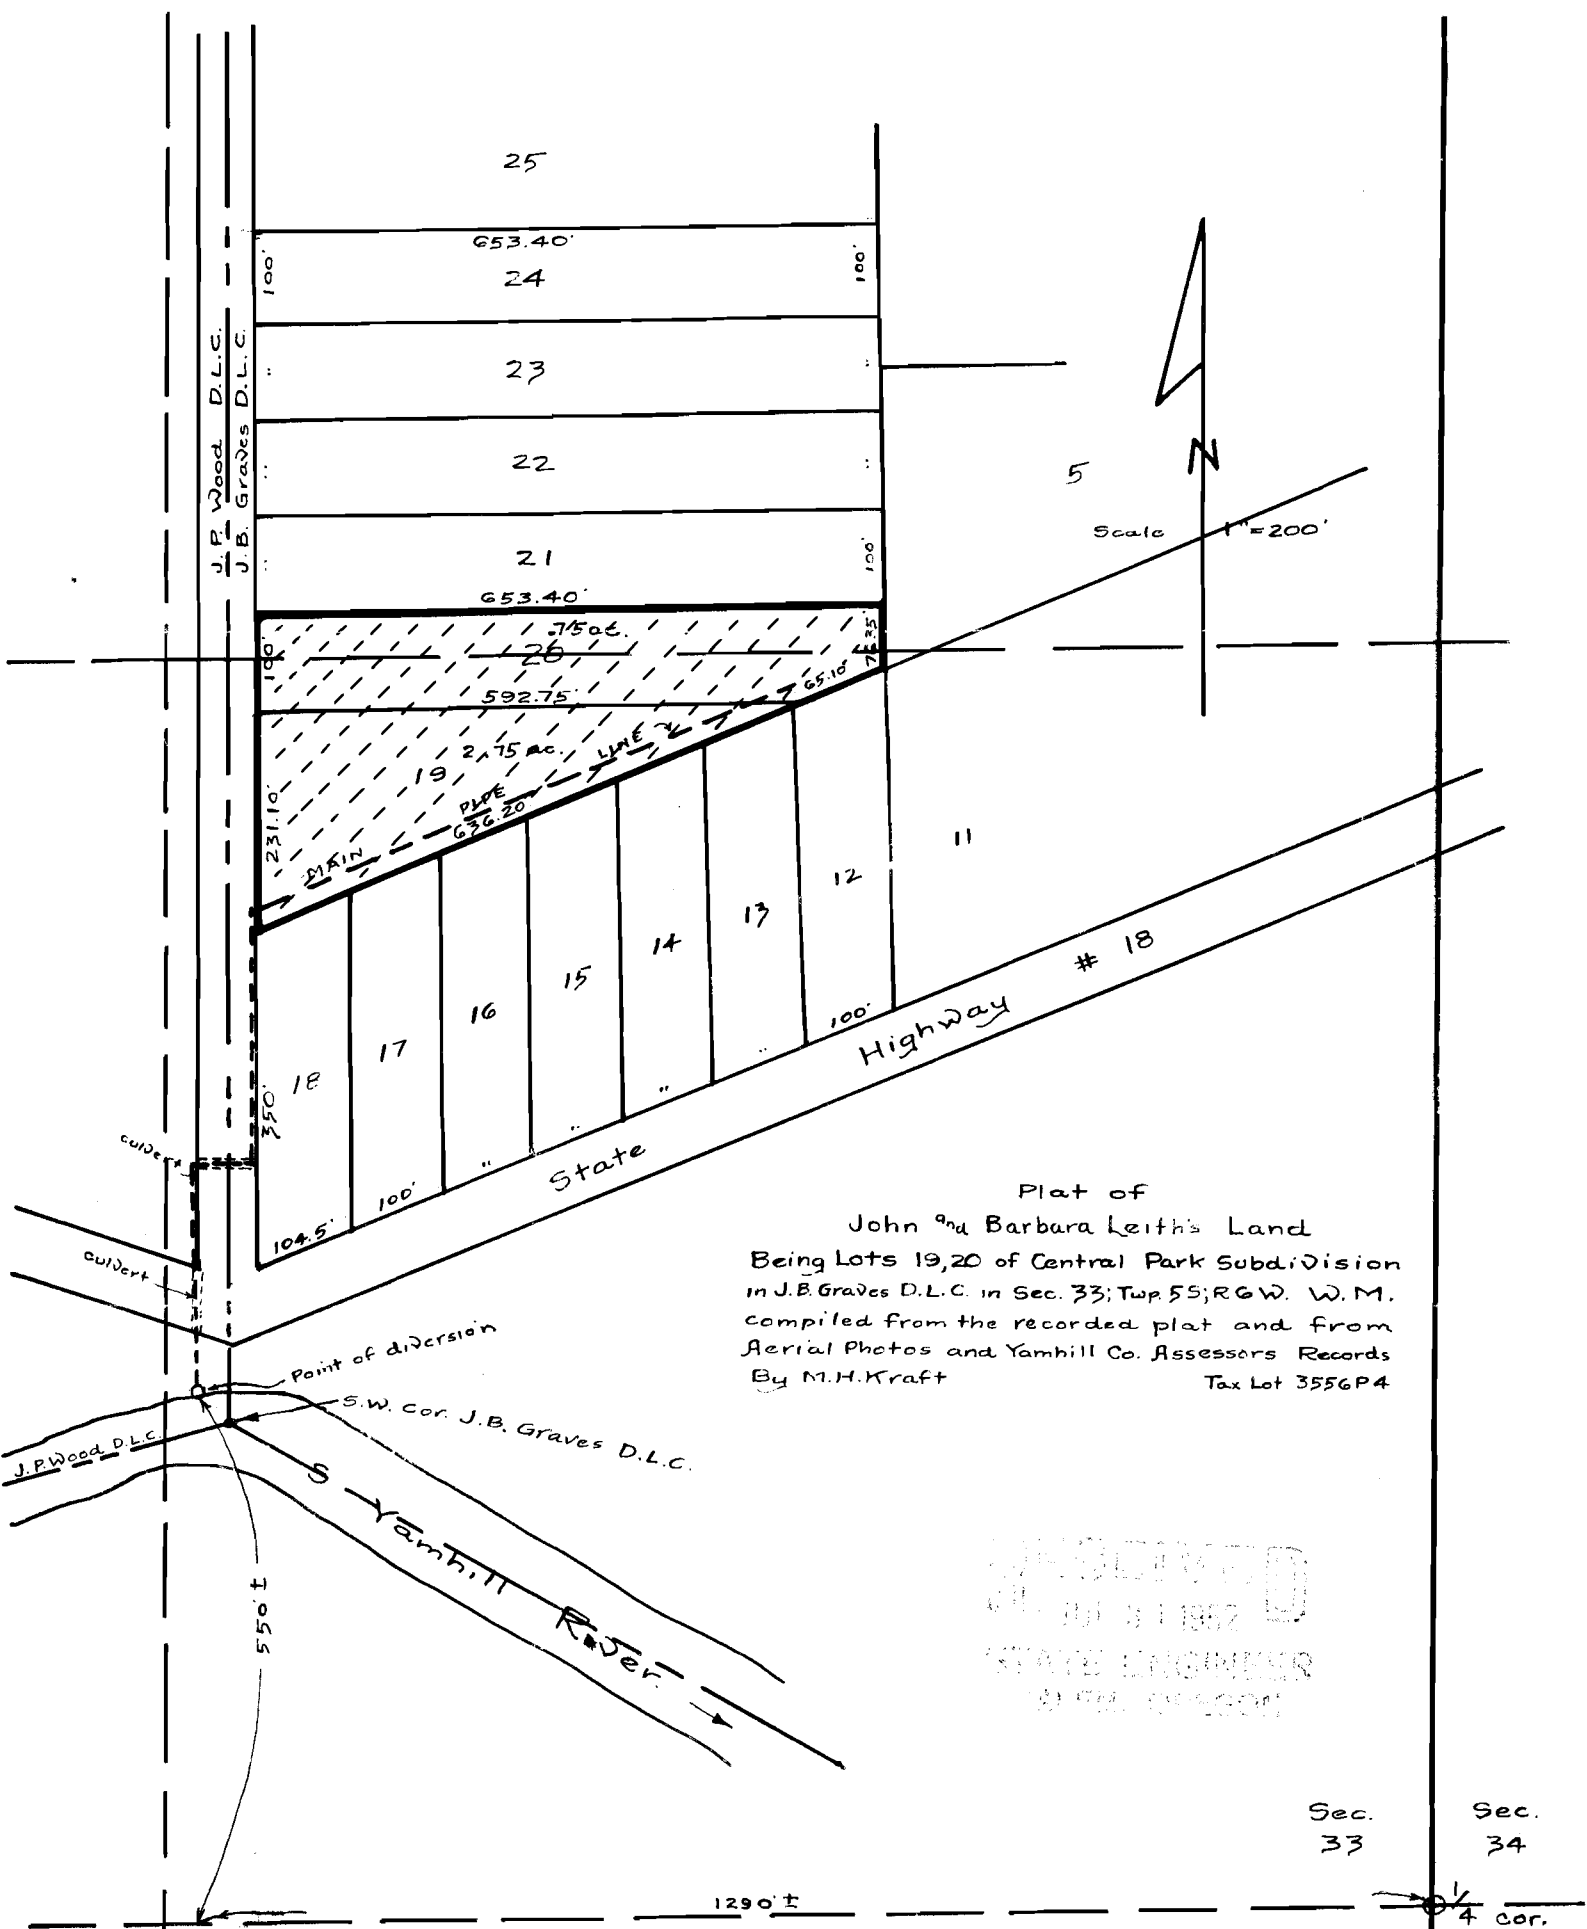 25
653.40'
100'
100'
24
J.P. Wood D.L.C.
J.B. Graves D.L.C.
23
"
"
22
"
"
5
Scale 1"=200'
N
21
"
100'
653.40'
.75 ac.
20
100'
592.75'
65.10'
2.75 ac.
19
231.10'
MAIN PIPE LINE
636.20'
11
12
13
14
15
16
17
18
350'
100'
"
"
"
"
100'
104.5'
State Highway # 18
culvert
culvert
Point of diversion
S.W. Cor. J.B. Graves D.L.C.
J.P. Wood D.L.C.
S Yamhill River
550' ±
Plat of
John and Barbara Leith's Land
Being Lots 19,20 of Central Park Subdivision
in J.B. Graves D.L.C. in Sec. 33; Twp. 5S; R6W. W.M.
compiled from the recorded plat and from
Aerial Photos and Yamhill Co. Assessors Records
By M.H. Kraft Tax Lot 3556P4
STATE ENGINEER
Sec. 33
Sec. 34
1290' ±
1/4 cor.